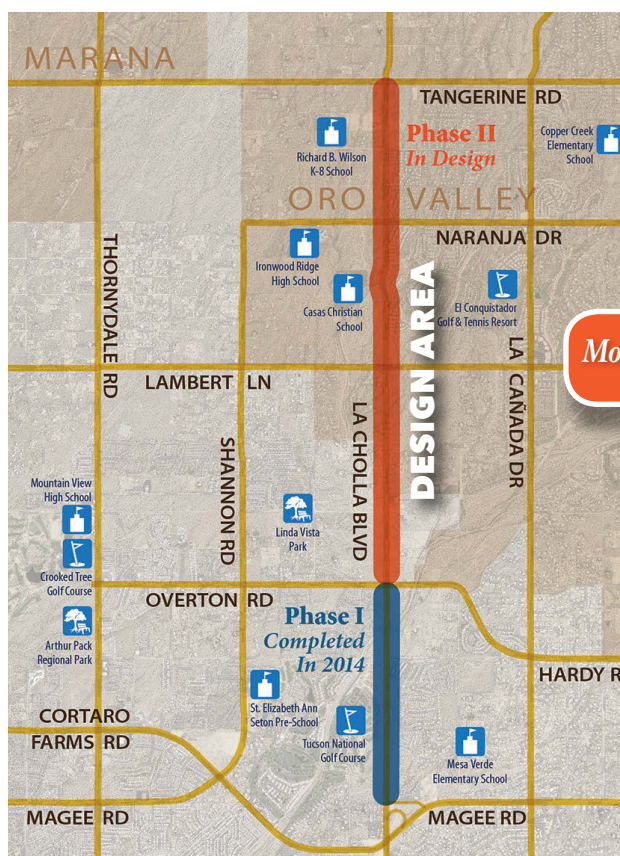 MARANA
TANGERINE RD
Phase II
In Design
Richard B. Wilson
K-8 School
Copper Creek
Elementary
School
ORO VALLEY
NARANJA DR
THORNYDALE RD
Ironwood Ridge
High School
Casas Christian
School
DESIGN AREA
El Conquistador
Golf & Tennis Resort
LA CAÑADA DR
Mo
LAMBERT LN
LA CHOLLA BLVD
SHANNON RD
Mountain View
High School
Linda Vista
Park
Crooked Tree
Golf Course
OVERTON RD
Phase I
Completed
In 2014
Arthur Pack
Regional Park
HARDY R
St. Elizabeth Ann
Seton Pre-School
CORTARO
FARMS RD
Tucson National
Golf Course
Mesa Verde
Elementary School
MAGEE RD
MAGEE RD